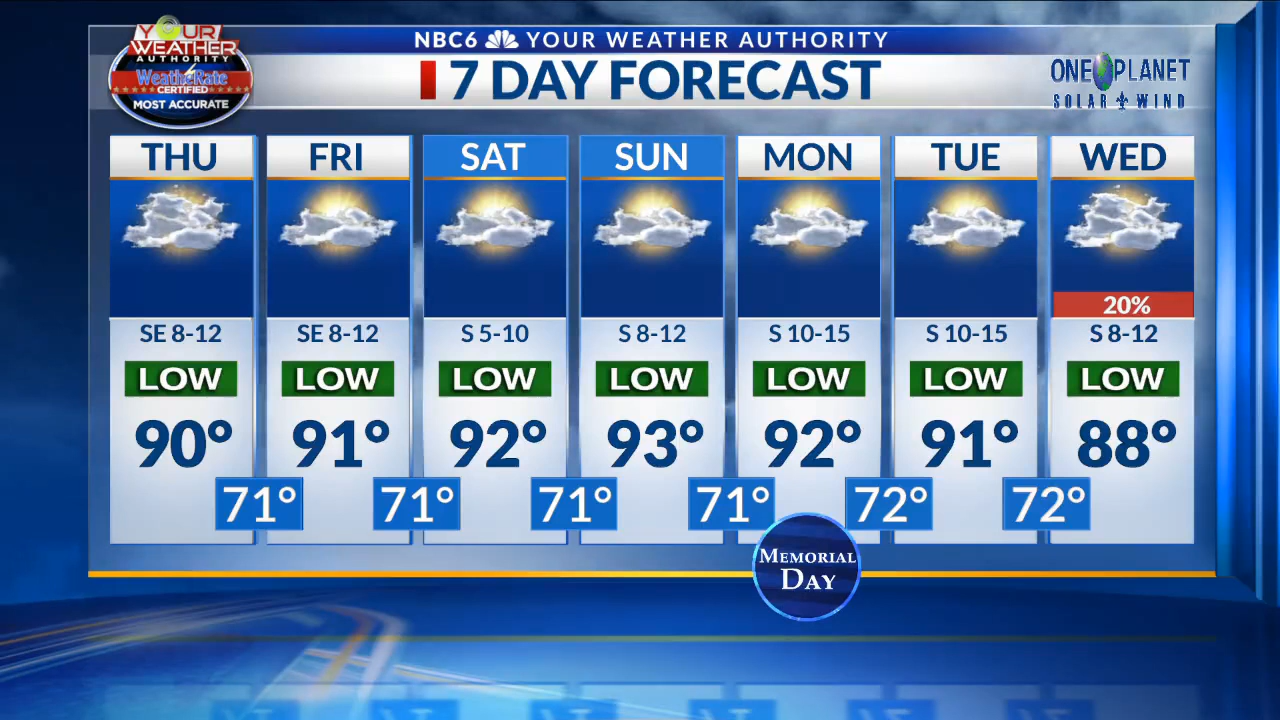 YOUR
WEATHER
AUTHORITY
WeatheRate
CERTIFIED
MOST ACCURATE
NBC6 YOUR WEATHER AUTHORITY
7 DAY FORECAST
ONE PLANET
SOLAR WIND
THU FRI SAT SUN MON TUE WED
20%
SE 8-12 SE 8-12 S 5-10 S 8-12 S 10-15 S 10-15 S 8-12
LOW LOW LOW LOW LOW LOW LOW
90° 91° 92° 93° 92° 91° 88°
71° 71° 71° 71° 72° 72°
MEMORIAL
DAY